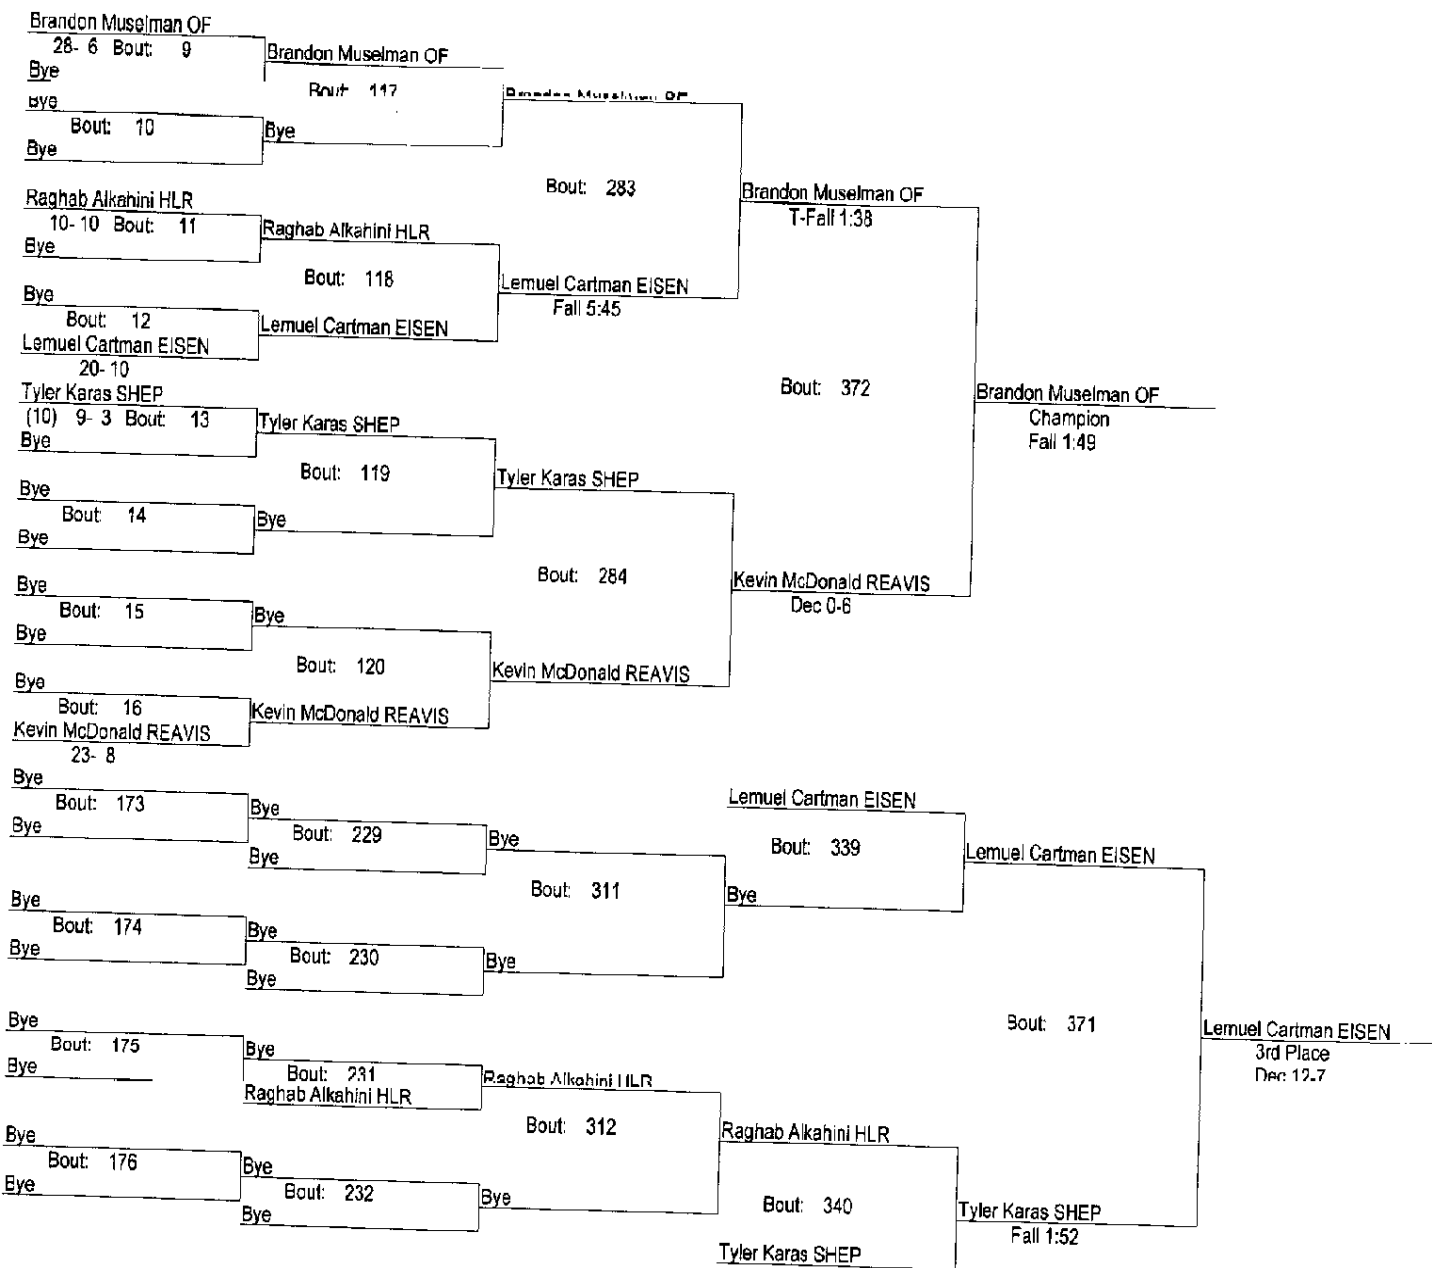 Brandon Muselman OF
28- 6 Bout: 9
Bye
Brandon Muselman OF
Bout: 117
Bye
Bout: 10
Bye
Bye
Brandon Muselman OF
Bout: 283
Raghab Alkahini HLR
10- 10 Bout: 11
Bye
Raghab Alkahini HLR
Bout: 118
Bye
Bout: 12
Lemuel Cartman EISEN
20- 10
Lemuel Cartman EISEN
Lemuel Cartman EISEN
Fall 5:45
Brandon Muselman OF
T-Fall 1:38
Bout: 372
Tyler Karas SHEP
(10) 9- 3 Bout: 13
Bye
Tyler Karas SHEP
Bout: 119
Bye
Bout: 14
Bye
Bye
Tyler Karas SHEP
Bout: 284
Bye
Bout: 15
Bye
Bye
Bout: 120
Bye
Bout: 16
Kevin McDonald REAVIS
23- 8
Kevin McDonald REAVIS
Kevin McDonald REAVIS
Kevin McDonald REAVIS
Dec 0-6
Brandon Muselman OF
Champion
Fall 1:49
Bye
Bout: 173
Bye
Bye
Bout: 229
Bye
Bye
Bout: 311
Bye
Bout: 174
Bye
Bye
Bout: 230
Bye
Bye
Lemuel Cartman EISEN
Bout: 339
Bye
Lemuel Cartman EISEN
Bout: 371
Bye
Bout: 175
Bye
Bye
Bout: 231
Raghab Alkahini HLR
Raghab Alkahini HLR
Bout: 312
Bye
Bout: 176
Bye
Bye
Bout: 232
Bye
Bye
Raghab Alkahini HLR
Bout: 340
Tyler Karas SHEP
Tyler Karas SHEP
Fall 1:52
Lemuel Cartman EISEN
3rd Place
Dec 12-7